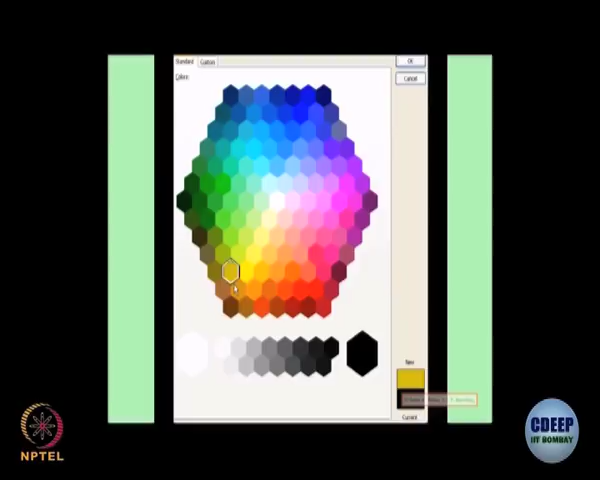 Standard
Custom
OK
Cancel
Colors:
New
Current
NPTEL
CDEEP
IIT BOMBAY